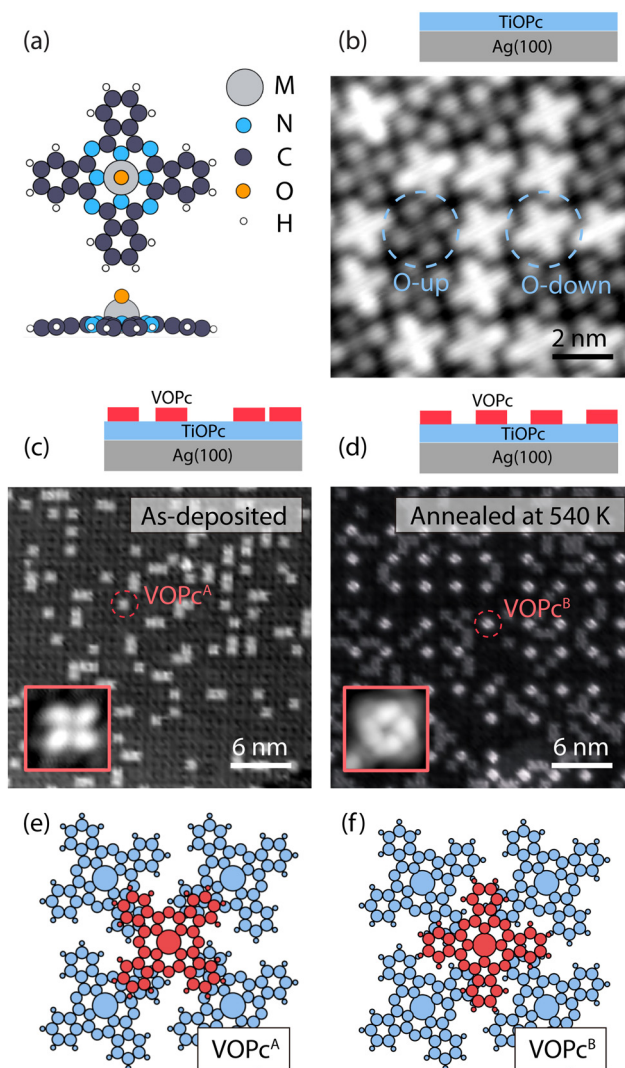 (a)
M
N
C
O
H
(b)
TiOPc
Ag(100)
O-up
O-down
2 nm
(c)
VOPc
TiOPc
Ag(100)
As-deposited
VOPcᴬ
6 nm
(d)
VOPc
TiOPc
Ag(100)
Annealed at 540 K
VOPcᴮ
6 nm
(e)
VOPcᴬ
(f)
VOPcᴮ